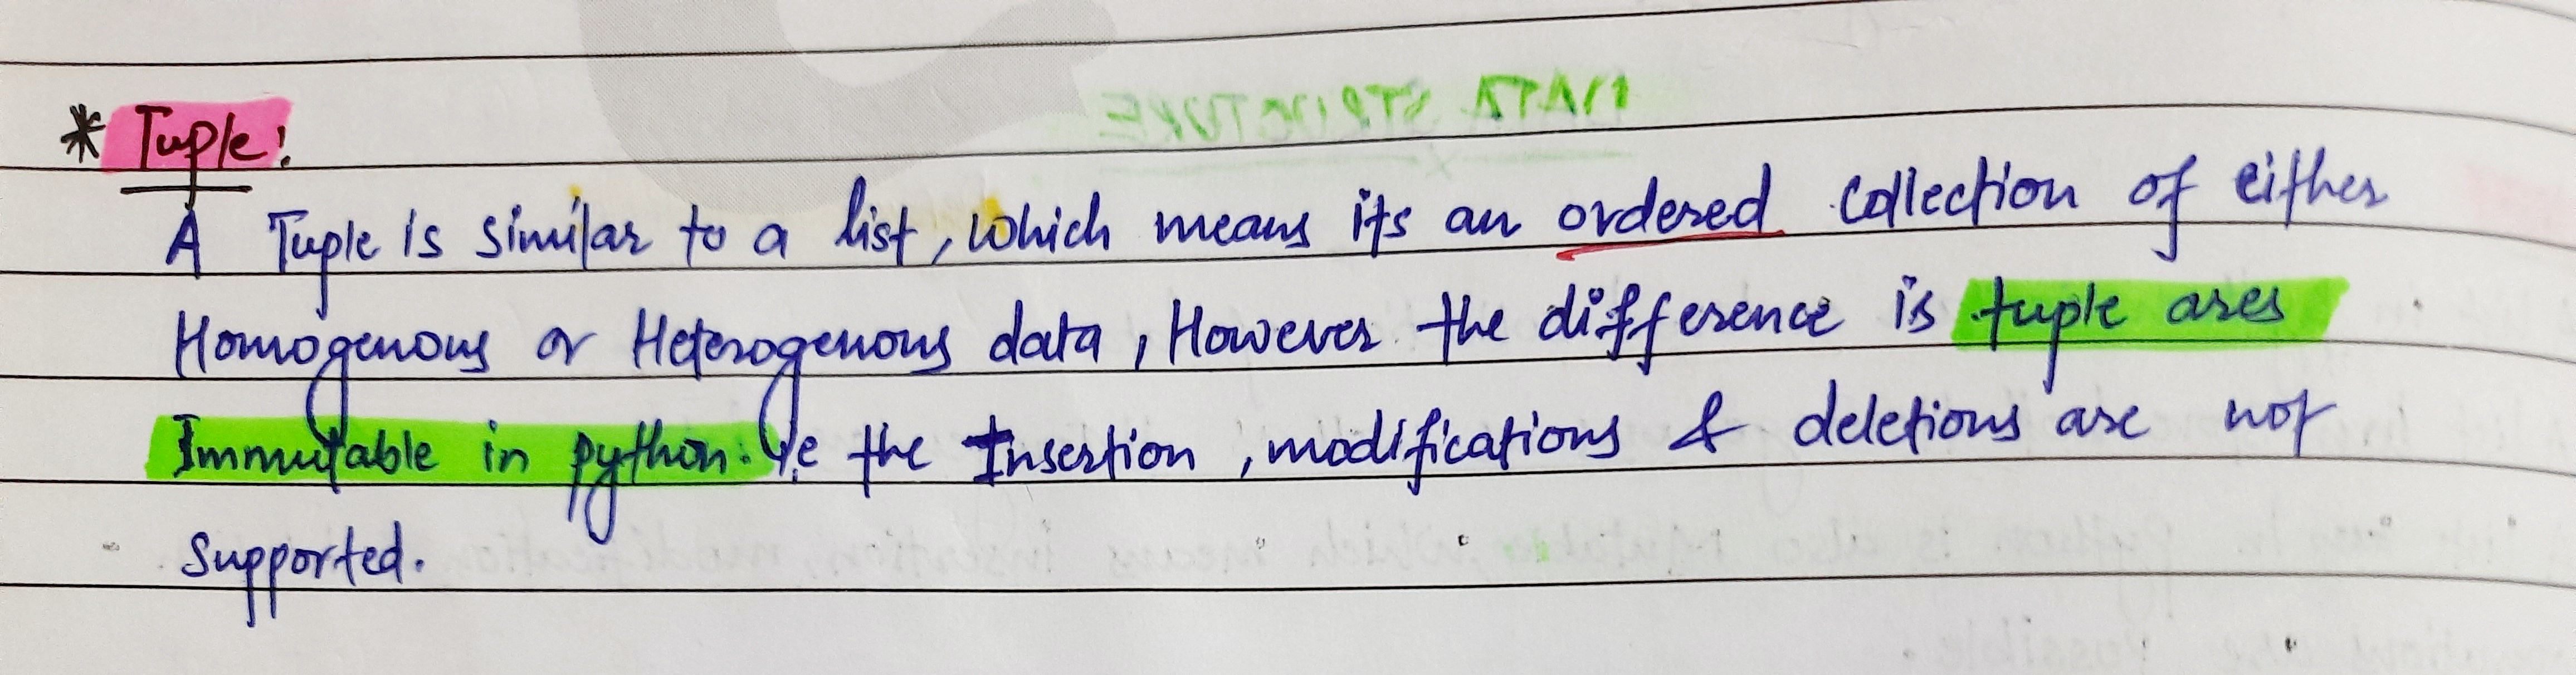 * Tuple:
A Tuple is similar to a list, which means its an ordered collection of either
Homogenous or Heterogenous data, However the difference is tuple ares
Immutable in python: i.e the Insertion, modifications & deletions are not
supported.